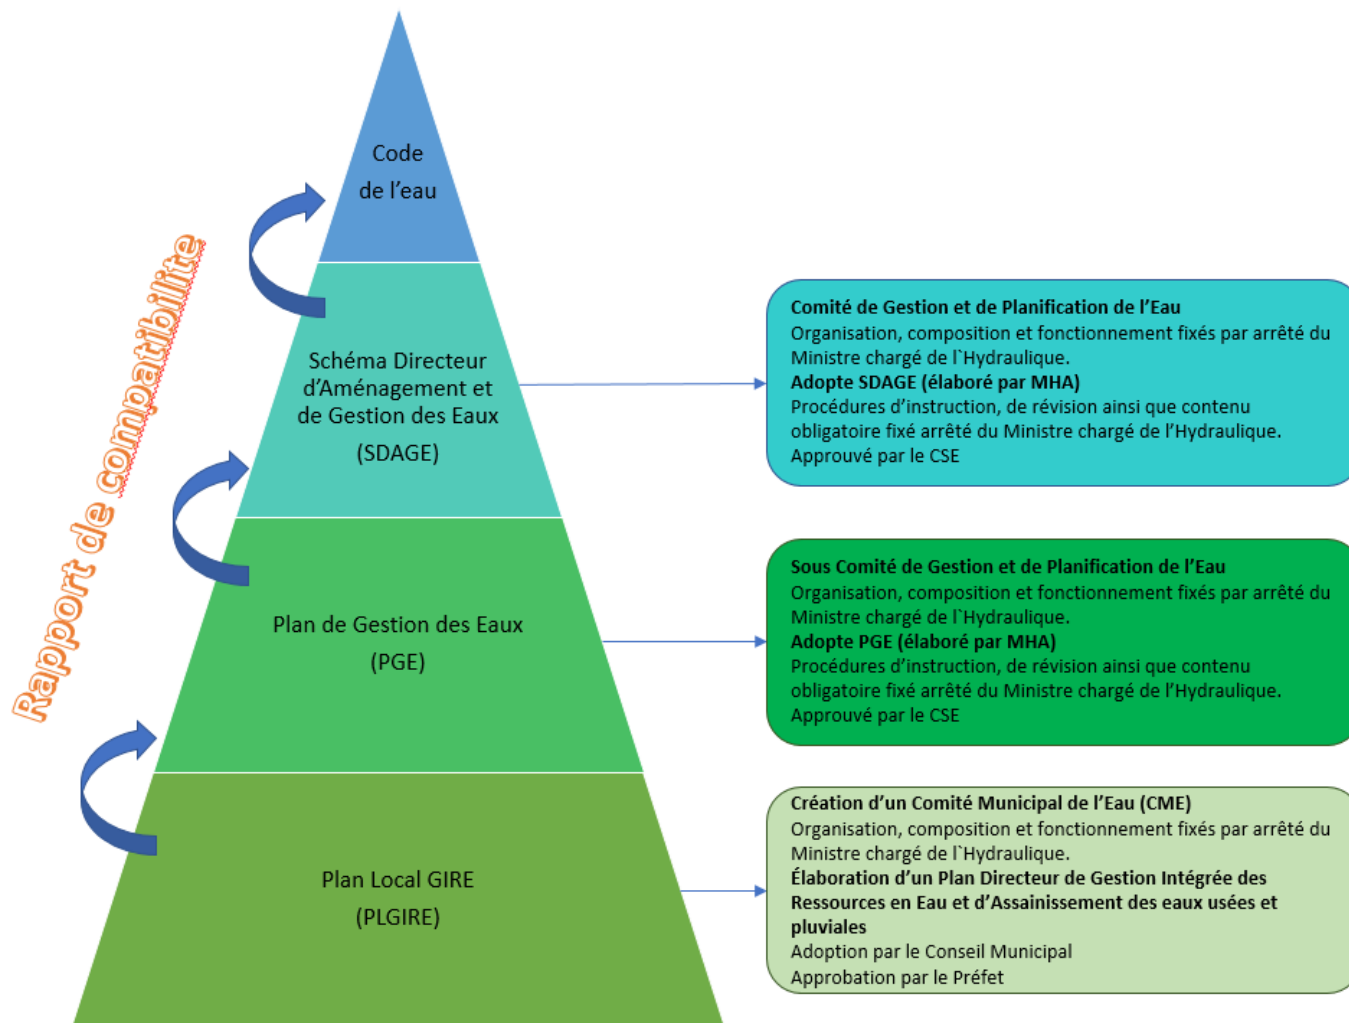 Code
de l’eau
Rapport de compatibilite
Schéma Directeur
d’Aménagement et
de Gestion des Eaux
(SDAGE)
Comité de Gestion et de Planification de l’Eau
Organisation, composition et fonctionnement fixés par arrêté du
Ministre chargé de l`Hydraulique.
Adopte SDAGE (élaboré par MHA)
Procédures d’instruction, de révision ainsi que contenu
obligatoire fixé arrêté du Ministre chargé de l’Hydraulique.
Approuvé par le CSE
Plan de Gestion des Eaux
(PGE)
Sous Comité de Gestion et de Planification de l’Eau
Organisation, composition et fonctionnement fixés par arrêté du
Ministre chargé de l`Hydraulique.
Adopte PGE (élaboré par MHA)
Procédures d’instruction, de révision ainsi que contenu
obligatoire fixé arrêté du Ministre chargé de l’Hydraulique.
Approuvé par le CSE
Plan Local GIRE
(PLGIRE)
Création d’un Comité Municipal de l’Eau (CME)
Organisation, composition et fonctionnement fixés par arrêté du
Ministre chargé de l`Hydraulique.
Élaboration d’un Plan Directeur de Gestion Intégrée des
Ressources en Eau et d’Assainissement des eaux usées et
pluviales
Adoption par le Conseil Municipal
Approbation par le Préfet